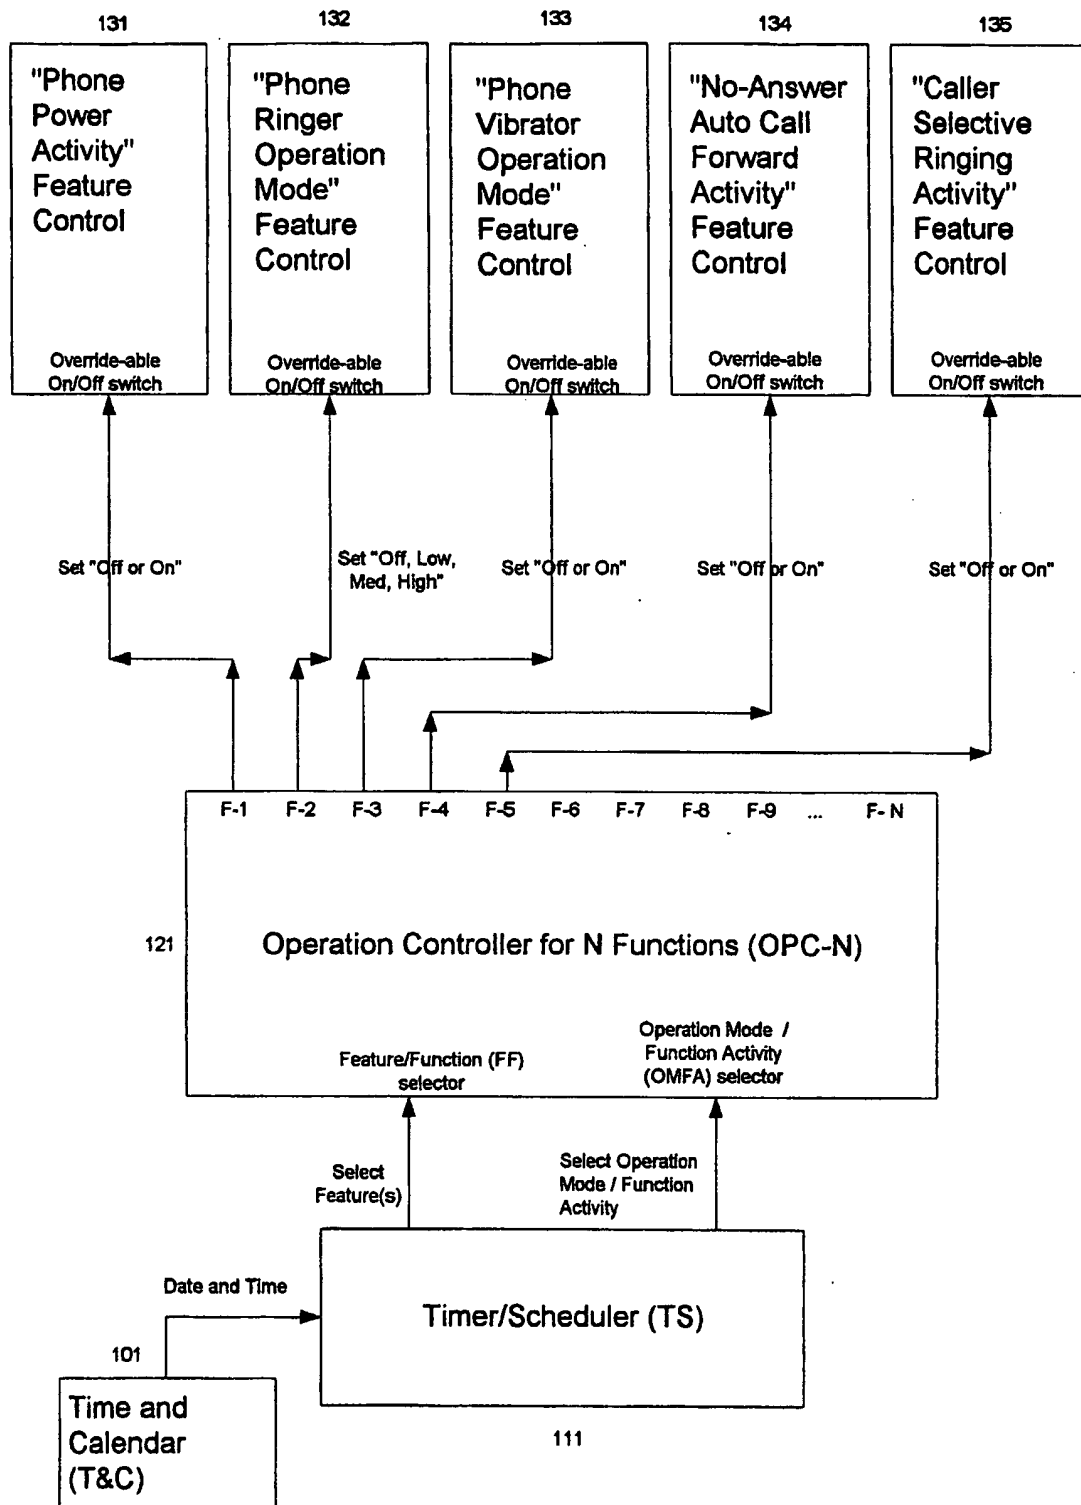 131
132
133
134
135
"Phone
Power
Activity"
Feature
Control
Override-able
On/Off switch
"Phone
Ringer
Operation
Mode"
Feature
Control
Override-able
On/Off switch
"Phone
Vibrator
Operation
Mode"
Feature
Control
Override-able
On/Off switch
"No-Answer
Auto Call
Forward
Activity"
Feature
Control
Override-able
On/Off switch
"Caller
Selective
Ringing
Activity"
Feature
Control
Override-able
On/Off switch
Set "Off or On"
Set "Off, Low,
Med, High"
Set "Off or On"
Set "Off or On"
Set "Off or On"
F-1 F-2 F-3 F-4 F-5 F-6 F-7 F-8 F-9 ... F- N
121
Operation Controller for N Functions (OPC-N)
Feature/Function (FF)
selector
Operation Mode /
Function Activity
(OMFA) selector
Select
Feature(s)
Select Operation
Mode / Function
Activity
Date and Time
Timer/Scheduler (TS)
111
101
Time and
Calendar
(T&C)